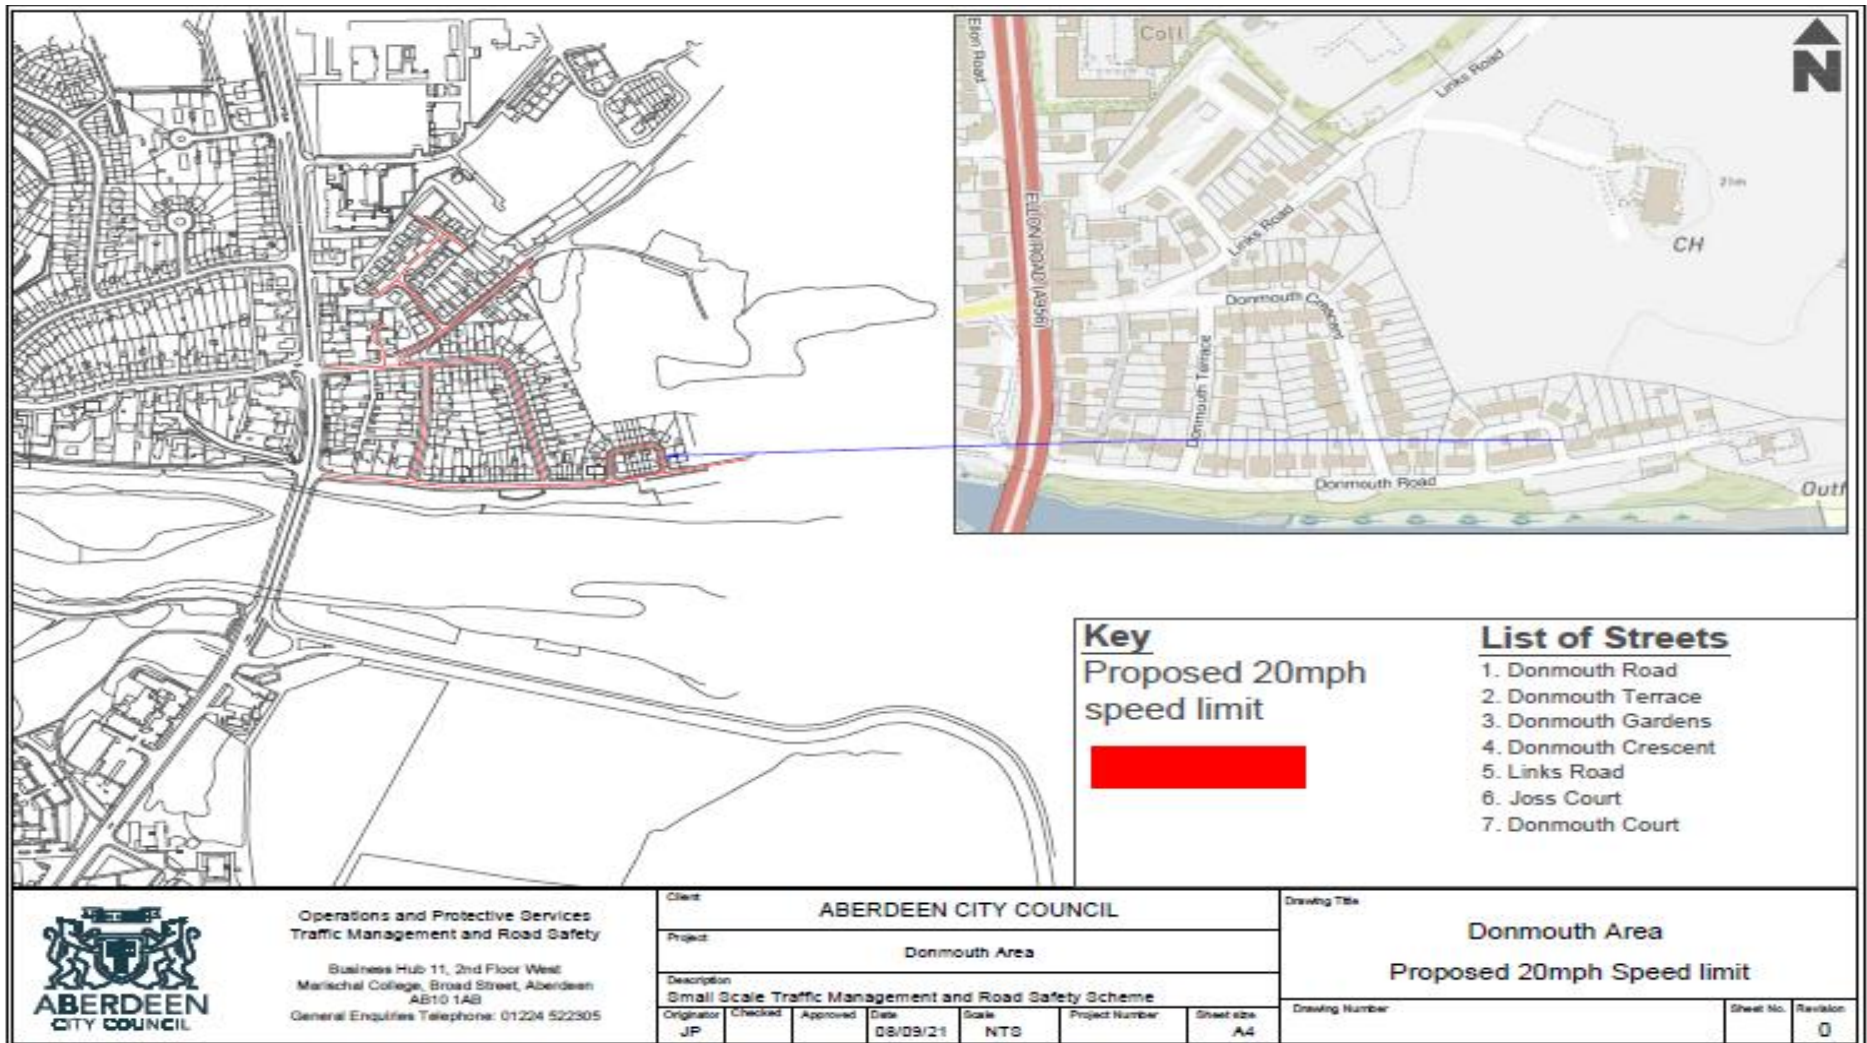 Ellon Road
Coll
Links Road
N
21m
CH
ELLON ROAD (A956)
Links Road
Donmouth Crescent
Donmouth Terrace
Donmouth Road
Outf
Key
Proposed 20mph
speed limit
List of Streets
1. Donmouth Road
2. Donmouth Terrace
3. Donmouth Gardens
4. Donmouth Crescent
5. Links Road
6. Joss Court
7. Donmouth Court
ABERDEEN
CITY COUNCIL
Operations and Protective Services
Traffic Management and Road Safety
Business Hub 11, 2nd Floor West
Marischal College, Broad Street, Aberdeen
AB10 1AB
General Enquiries Telephone: 01224 522305
Client
ABERDEEN CITY COUNCIL
Project
Donmouth Area
Description
Small Scale Traffic Management and Road Safety Scheme
Originator
JP
Checked
Approved
Date
08/09/21
Scale
NTS
Project Number
Sheet size
A4
Drawing Title
Donmouth Area
Proposed 20mph Speed limit
Drawing Number
Sheet No.
Revision
0